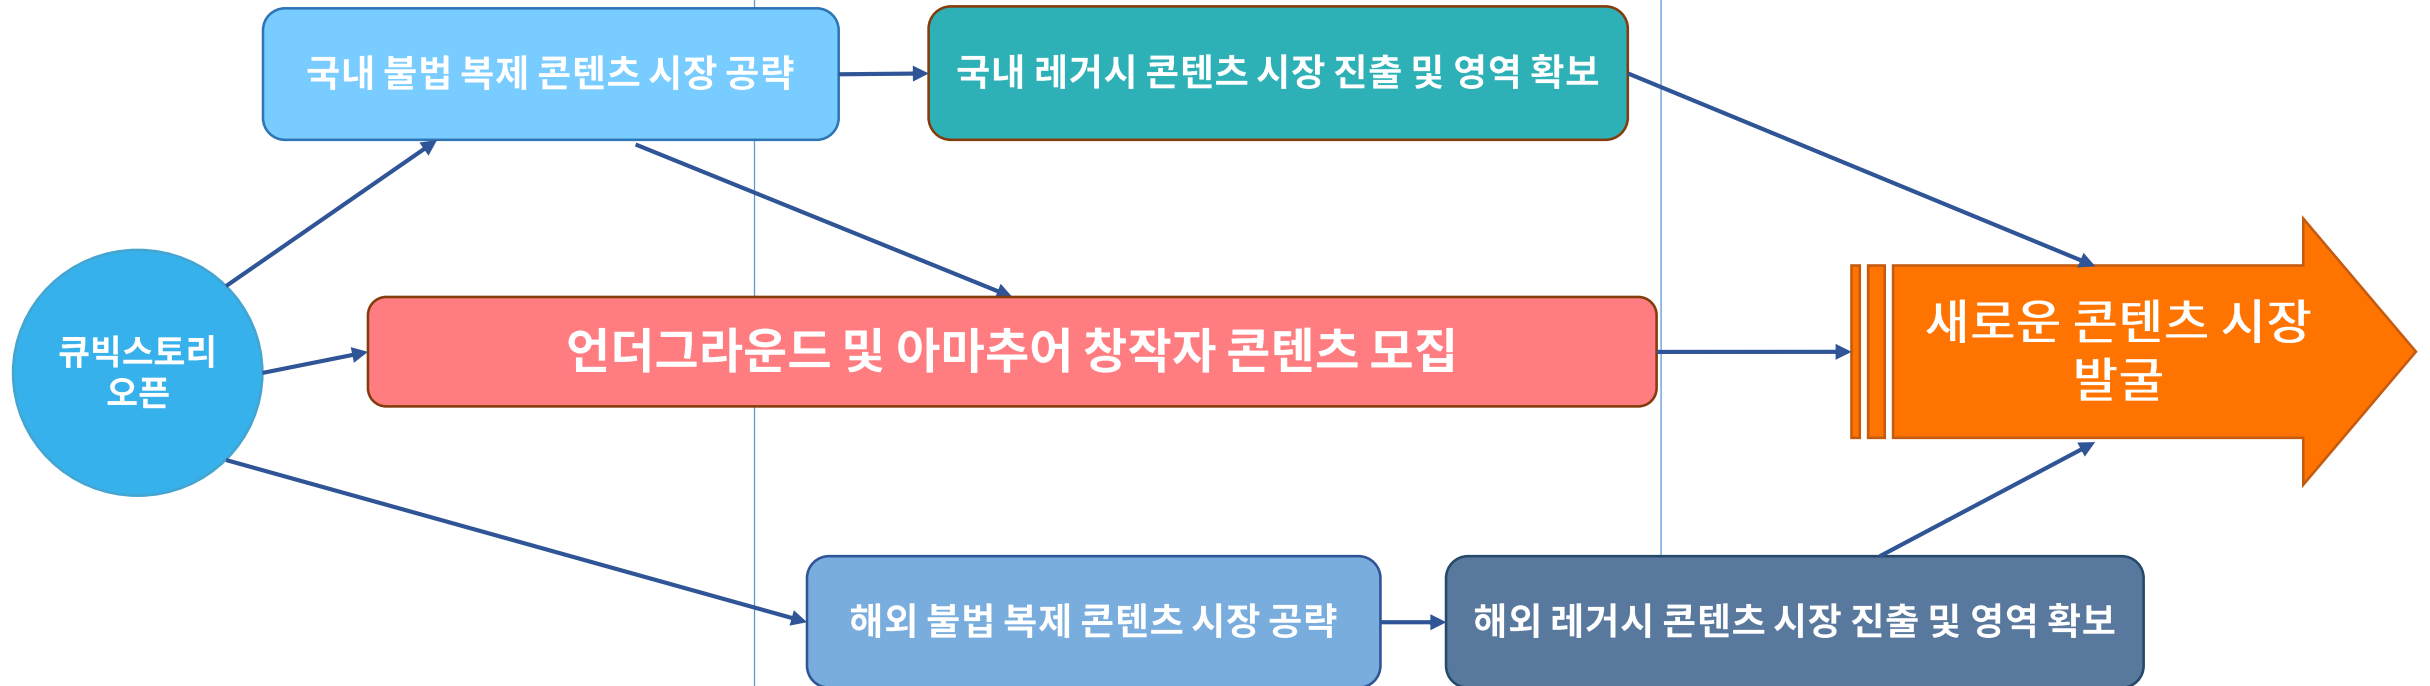 국내 불법 복제 콘텐츠 시장 공략
국내 레거시 콘텐츠 시장 진출 및 영역 확보
큐빅스토리
오픈
언더그라운드 및 아마추어 창작자 콘텐츠 모집
새로운 콘텐츠 시장
발굴
해외 불법 복제 콘텐츠 시장 공략
해외 레거시 콘텐츠 시장 진출 및 영역 확보